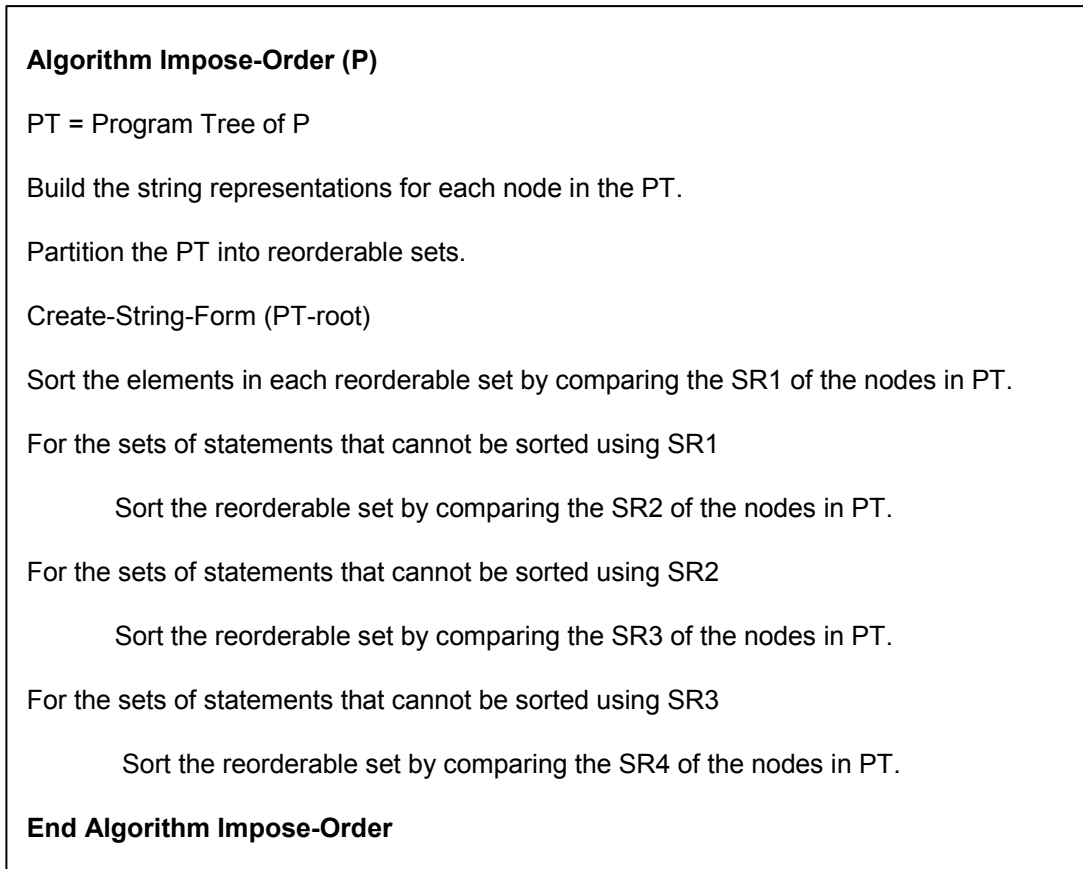 Algorithm Impose-Order (P)
PT = Program Tree of P
Build the string representations for each node in the PT.
Partition the PT into reorderable sets.
Create-String-Form (PT-root)
Sort the elements in each reorderable set by comparing the SR1 of the nodes in PT.
For the sets of statements that cannot be sorted using SR1
Sort the reorderable set by comparing the SR2 of the nodes in PT.
For the sets of statements that cannot be sorted using SR2
Sort the reorderable set by comparing the SR3 of the nodes in PT.
For the sets of statements that cannot be sorted using SR3
Sort the reorderable set by comparing the SR4 of the nodes in PT.
End Algorithm Impose-Order